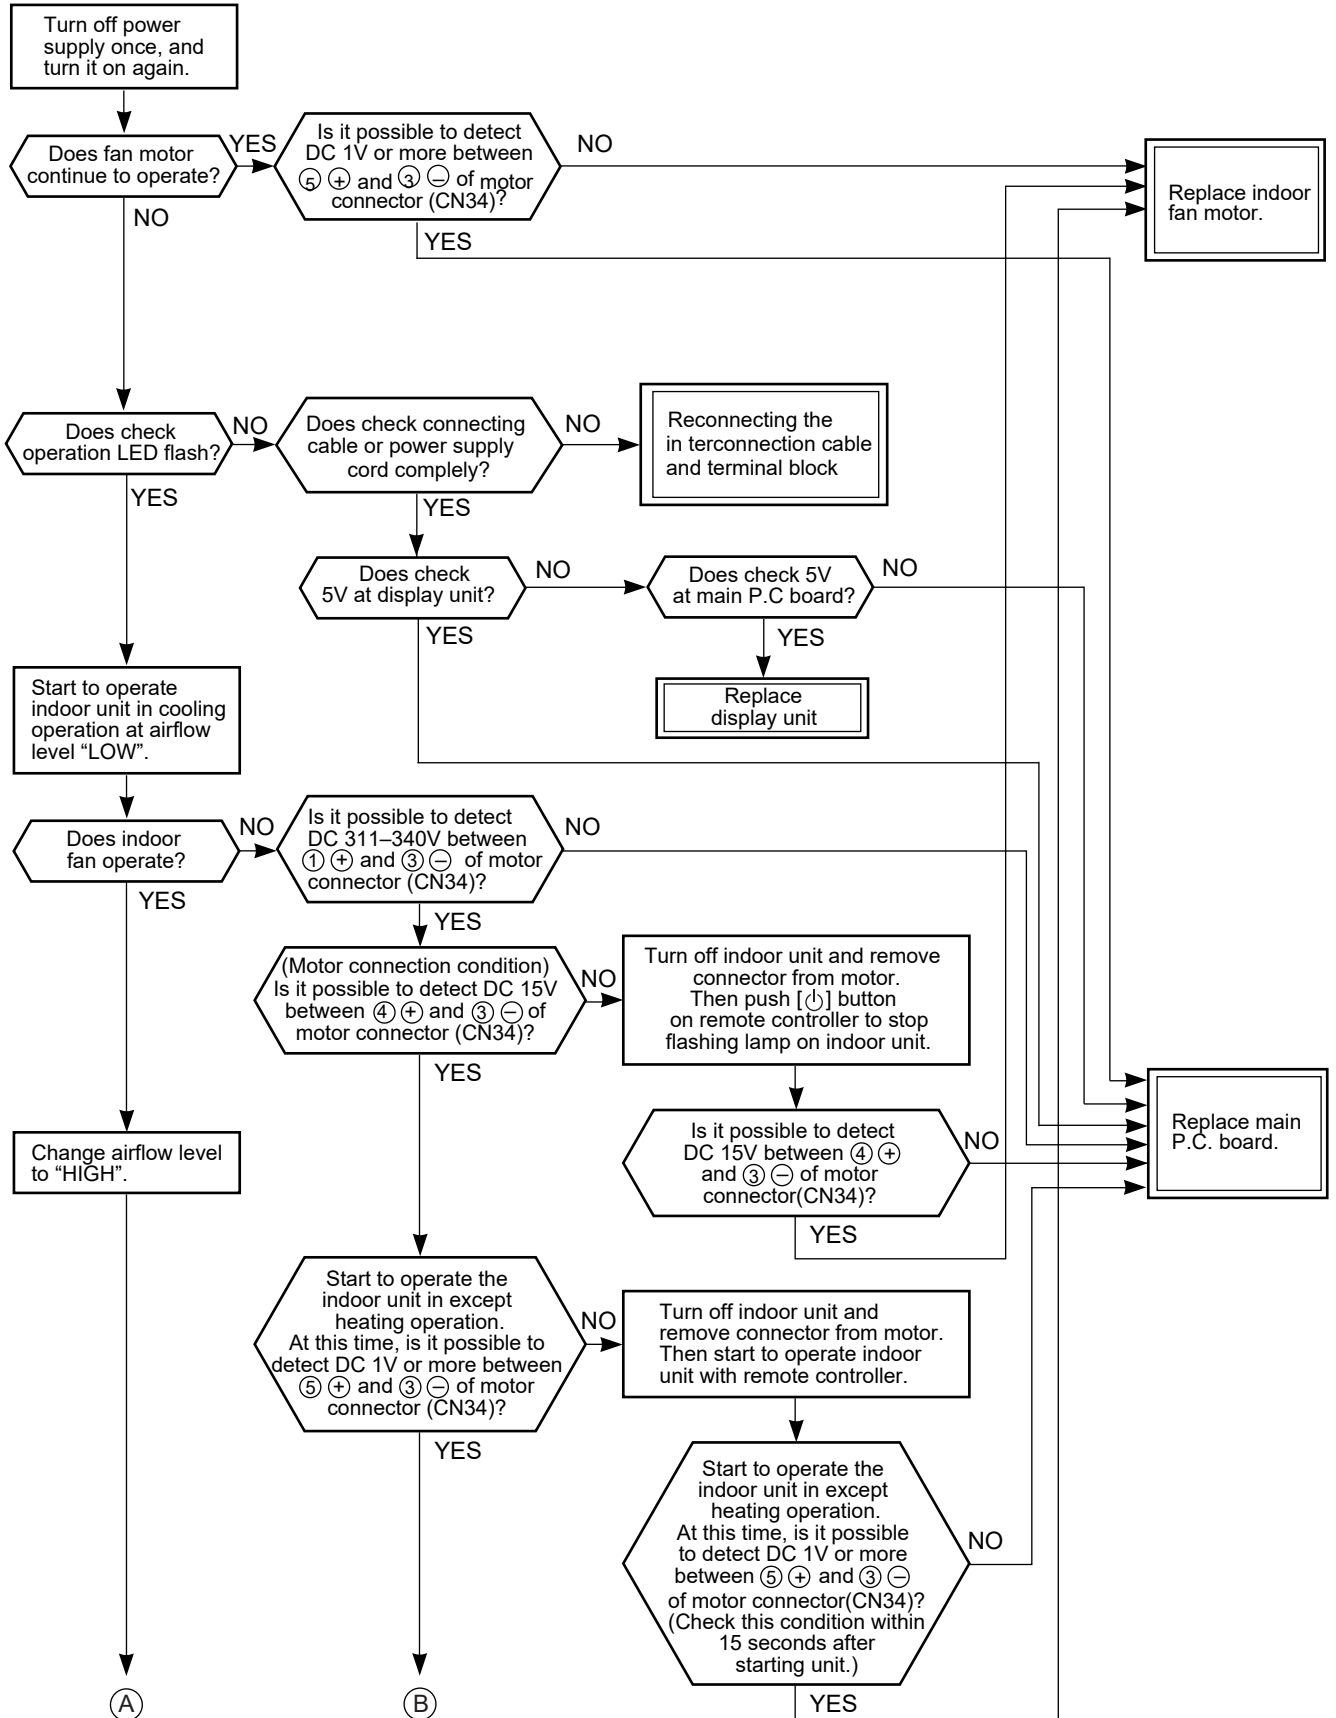 Turn off power
supply once, and
turn it on again.
Does fan motor
continue to operate?
YES
NO
Is it possible to detect
DC 1V or more between
⑤ ⊕ and ③ ⊖ of motor
connector (CN34)?
NO
YES
Replace indoor
fan motor.
Does check
operation LED flash?
NO
YES
Does check connecting
cable or power supply
cord complely?
NO
YES
Reconnecting the
in terconnection cable
and terminal block
Does check
5V at display unit?
NO
YES
Does check 5V
at main P.C board?
NO
YES
Replace
display unit
Start to operate
indoor unit in cooling
operation at airflow
level “LOW”.
Does indoor
fan operate?
NO
YES
Is it possible to detect
DC 311–340V between
① ⊕ and ③ ⊖ of motor
connector (CN34)?
NO
YES
(Motor connection condition)
Is it possible to detect DC 15V
between ④ ⊕ and ③ ⊖ of
motor connector (CN34)?
NO
YES
Turn off indoor unit and remove
connector from motor.
Then push [⏻] button
on remote controller to stop
flashing lamp on indoor unit.
Is it possible to detect
DC 15V between ④ ⊕
and ③ ⊖ of motor
connector(CN34)?
NO
YES
Replace main
P.C. board.
Change airflow level
to “HIGH”.
Start to operate the
indoor unit in except
heating operation.
At this time, is it possible to
detect DC 1V or more between
⑤ ⊕ and ③ ⊖ of motor
connector (CN34)?
NO
YES
Turn off indoor unit and
remove connector from motor.
Then start to operate indoor
unit with remote controller.
Start to operate the
indoor unit in except
heating operation.
At this time, is it possible
to detect DC 1V or more
between ⑤ ⊕ and ③ ⊖
of motor connector(CN34)?
(Check this condition within
15 seconds after
starting unit.)
NO
YES
Ⓐ
Ⓑ